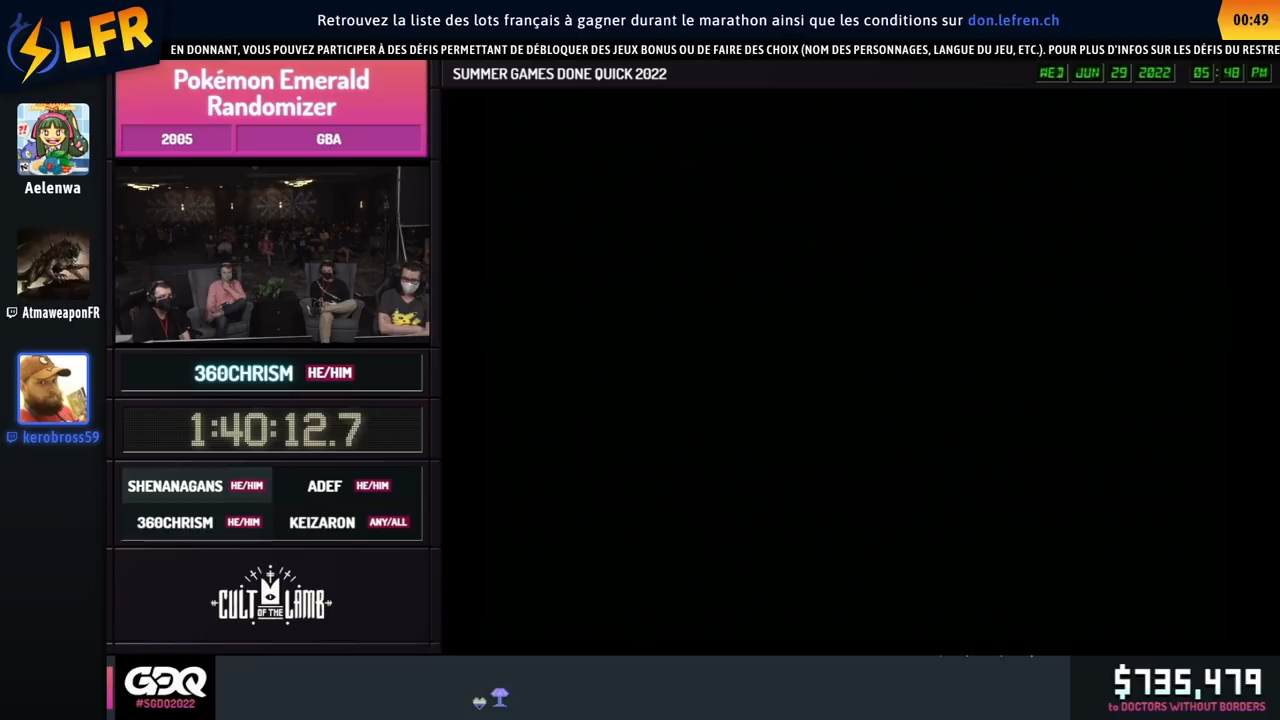 LFR
Retrouvez la liste des lots français à gagner durant le marathon ainsi que les conditions sur don.lefren.ch
00:49
EN DONNANT, VOUS POUVEZ PARTICIPER À DES DÉFIS PERMETTANT DE DÉBLOQUER DES JEUX BONUS OU DE FAIRE DES CHOIX (NOM DES PERSONNAGES, LANGUE DU JEU, ETC.). POUR PLUS D'INFOS SUR LES DÉFIS DU RESTRE
Pokémon Emerald
Randomizer
2005 GBA
SUMMER GAMES DONE QUICK 2022
WED JUN 29 2022 05:48 PM
Aelenwa
AtmaweaponFR
kerobross59
360CHRISM HE/HIM
1:40:12.7
SHENANAGANS HE/HIM ADEF HE/HIM
360CHRISM HE/HIM KEIZARON ANY/ALL
CULT OF THE LAMB
GDQ
#SGDQ2022
$735,479
to DOCTORS WITHOUT BORDERS